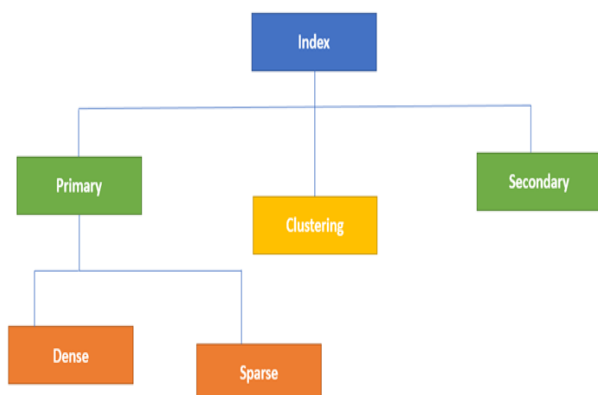 Index
Primary
Secondary
Clustering
Dense
Sparse